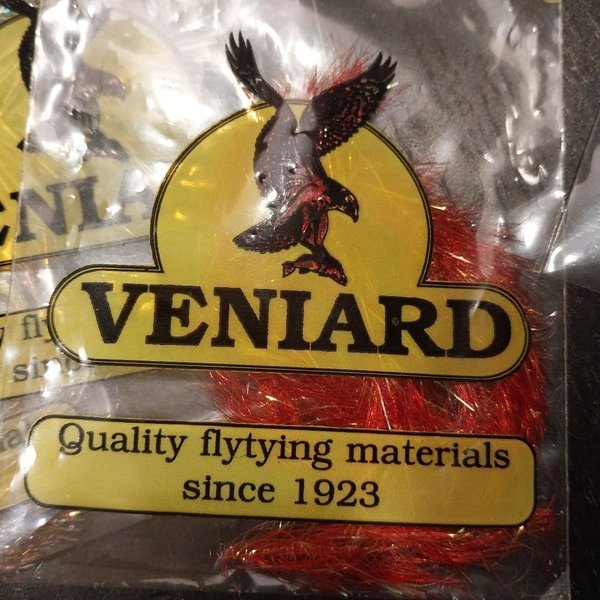 VENIARD
Quality flytying materials
since 1923